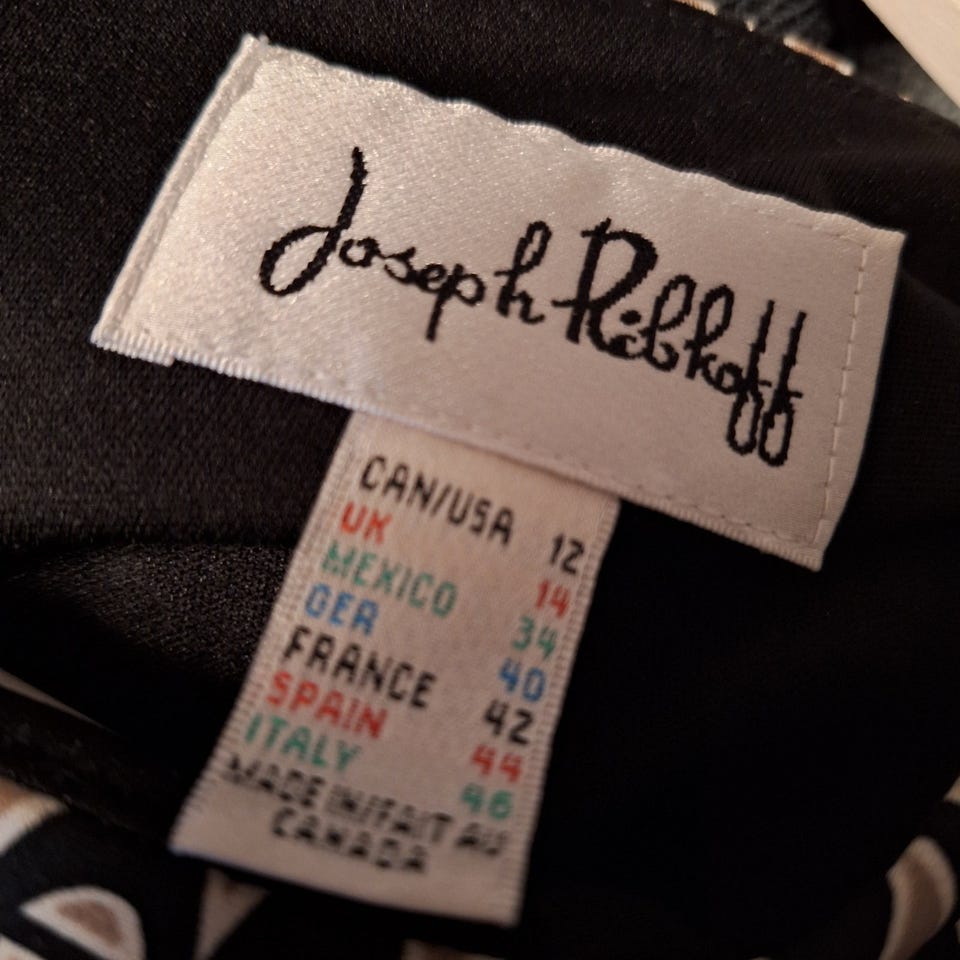 Joseph Ribkoff
CAN/USA 12
UK 14
MEXICO 34
GER 40
FRANCE 42
SPAIN 44
ITALY 46
MADE IN/FAIT AU
CANADA